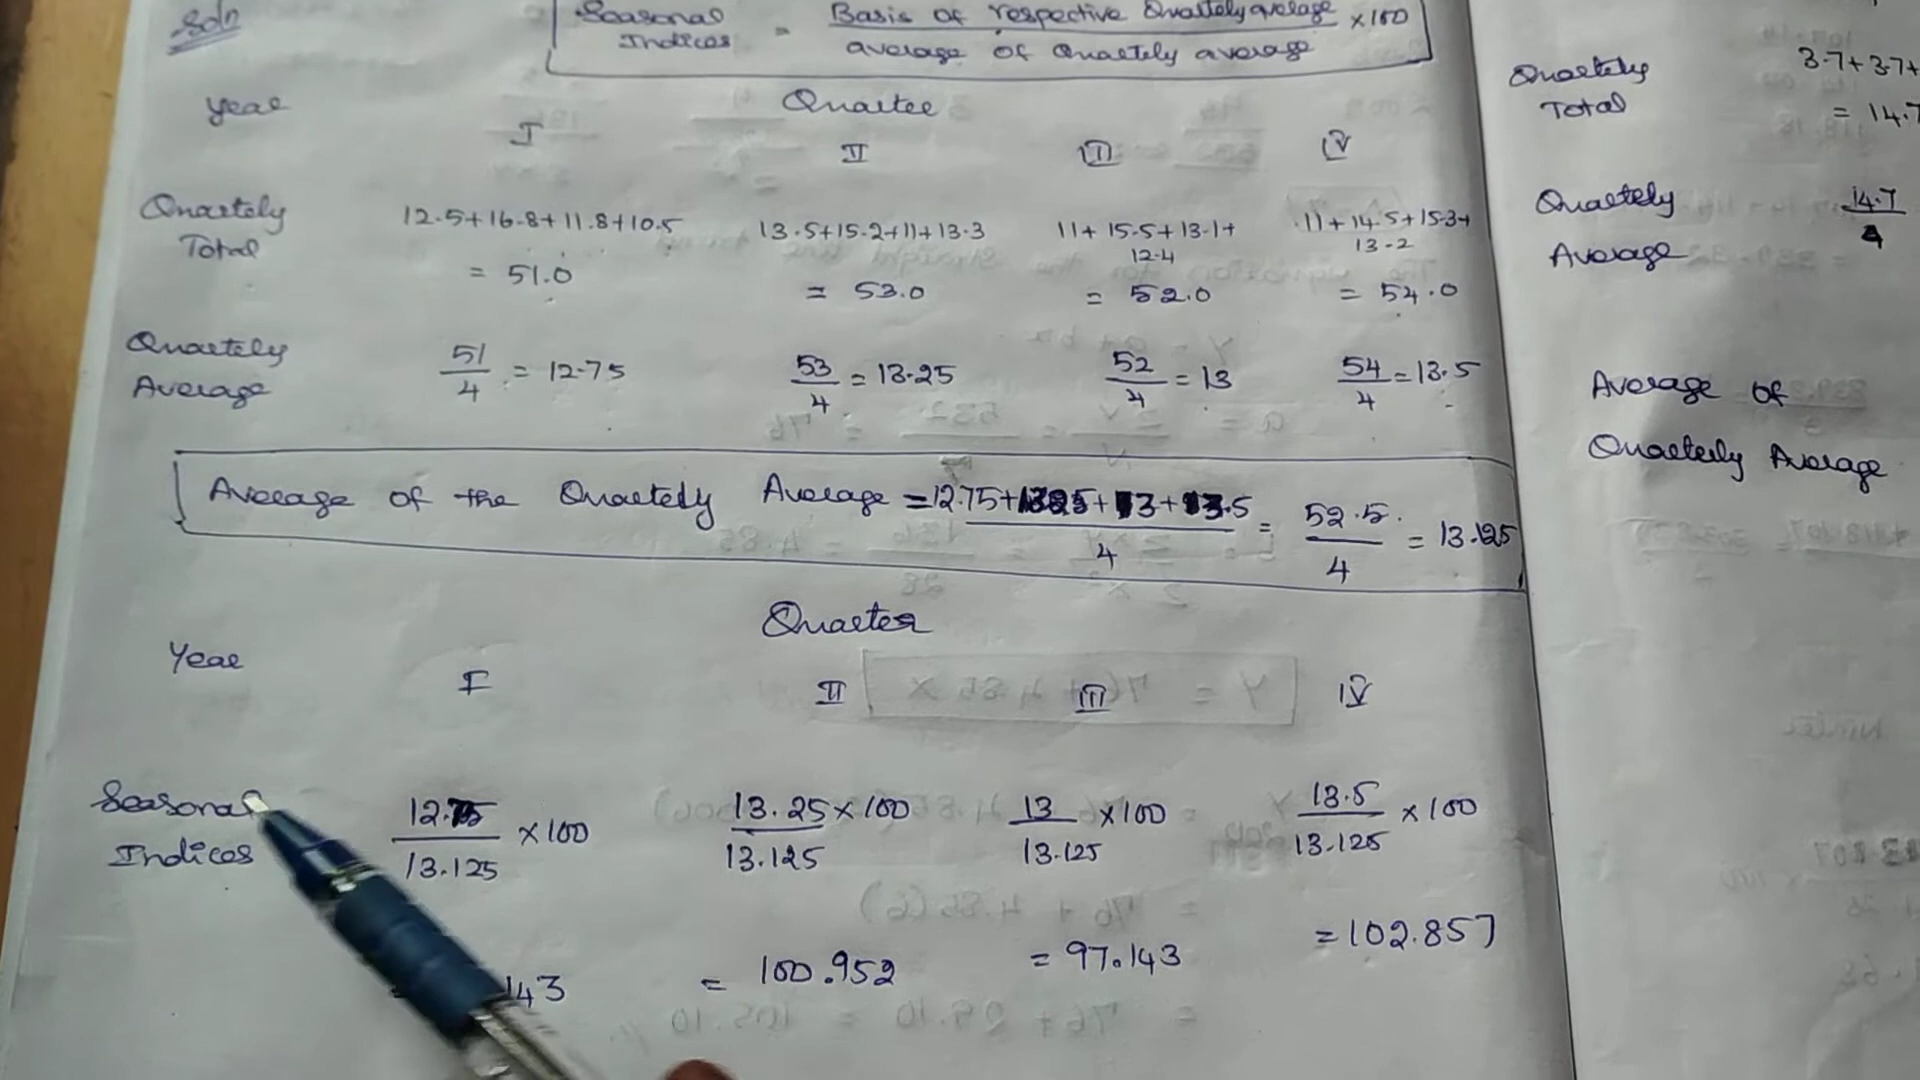 Soln
Seasonal Indices = Basis of respective Quartely average / average of Quartely average ×100
Year Quarter
I II III IV
Quartely Total 12.5+16.8+11.8+10.5 13.5+15.2+11+13.3 11+15.5+13.1+12.4 11+14.5+15.3+13.2
= 51.0 = 53.0 = 52.0 = 54.0
Quartely Average 51/4 = 12.75 53/4 = 13.25 52/4 = 13 54/4 = 13.5
Average of the Quartely Average = 12.75+1325+13+13.5 / 4 = 52.5/4 = 13.125
Quarter
Year I II III IV
Seasonal Indices 12.75/13.125 ×100 13.25/13.125 ×100 13/13.125 ×100 13.5/13.125 ×100
143 = 100.952 = 97.143 = 102.857
Quartely Total 3.7+3.7+
= 14.7
Quartely Average 14.7/4
Average of
Quarterly Average